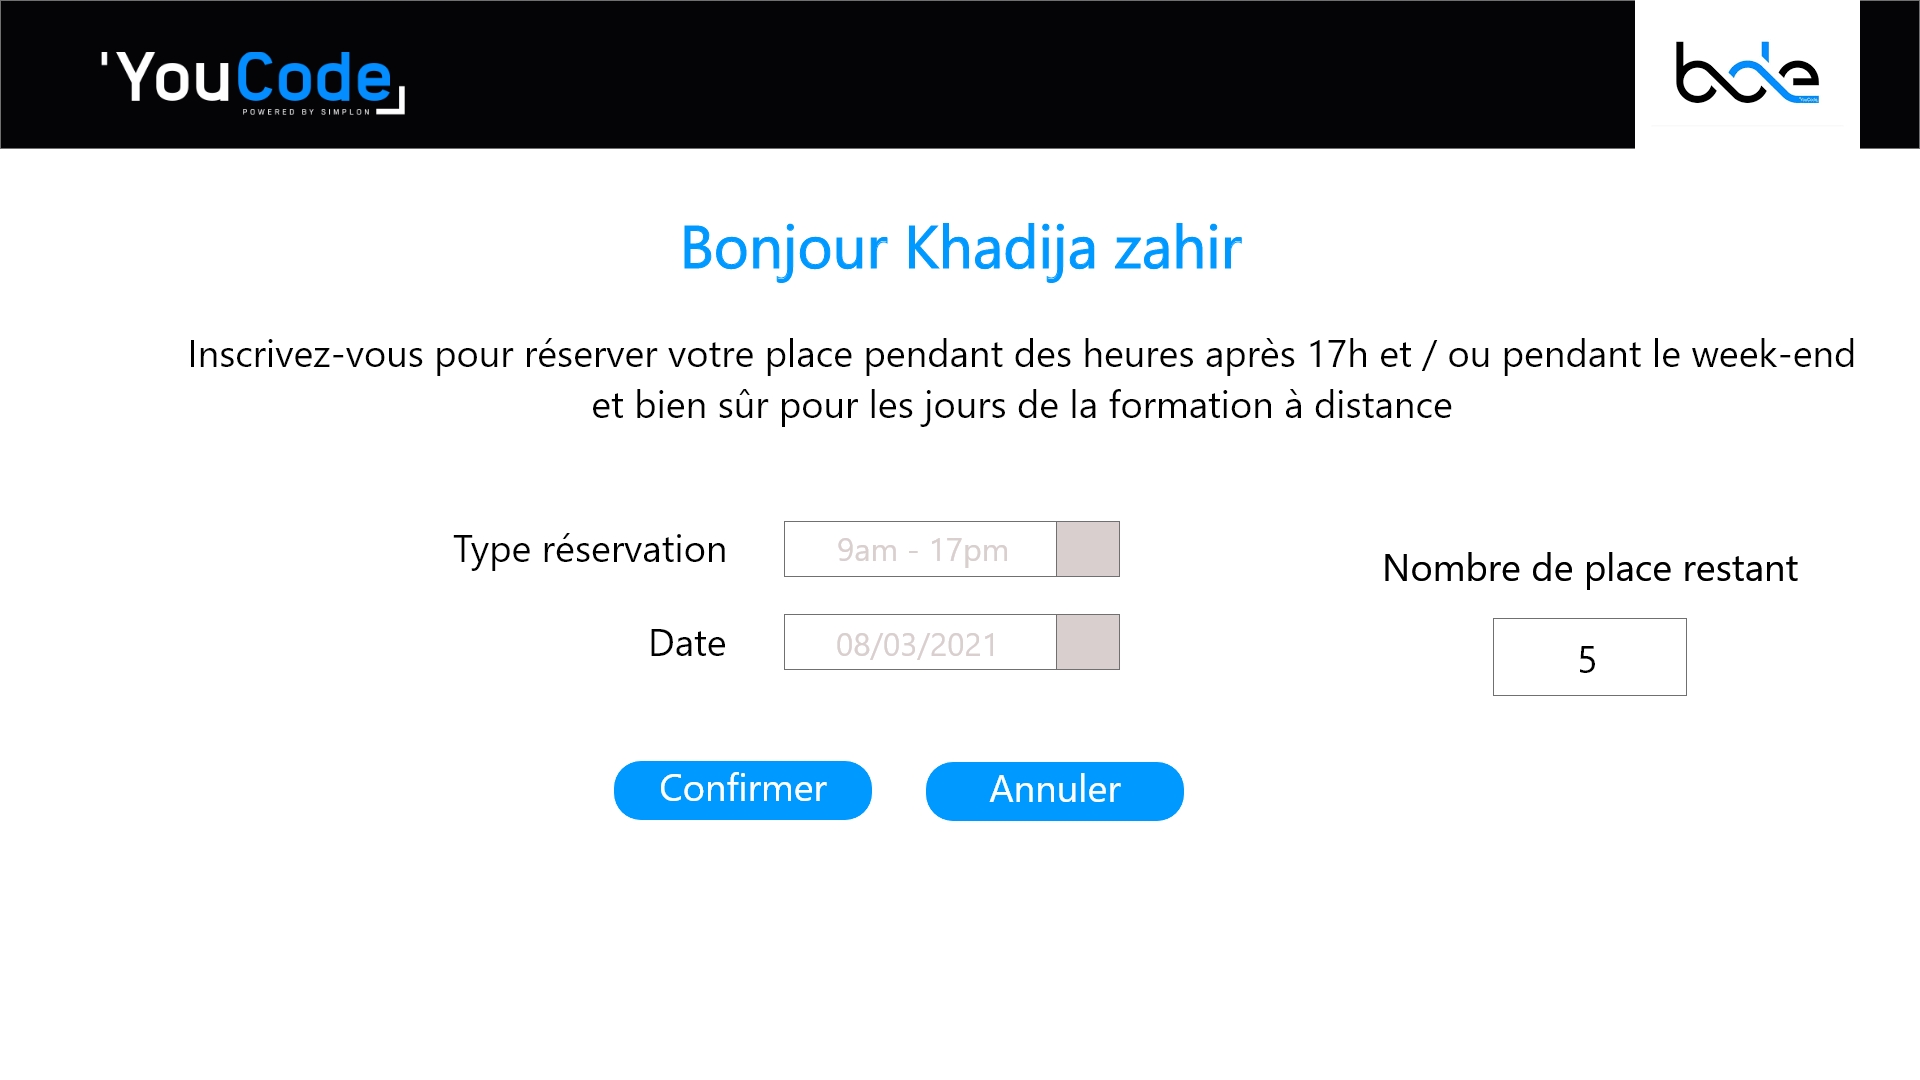 'YouCode
POWERED BY SIMPLON
bde
'YouCode
Bonjour Khadija zahir
Inscrivez-vous pour réserver votre place pendant des heures après 17h et / ou pendant le week-end
et bien sûr pour les jours de la formation à distance
Type réservation
9am - 17pm
Date
08/03/2021
Nombre de place restant
5
Confirmer
Annuler